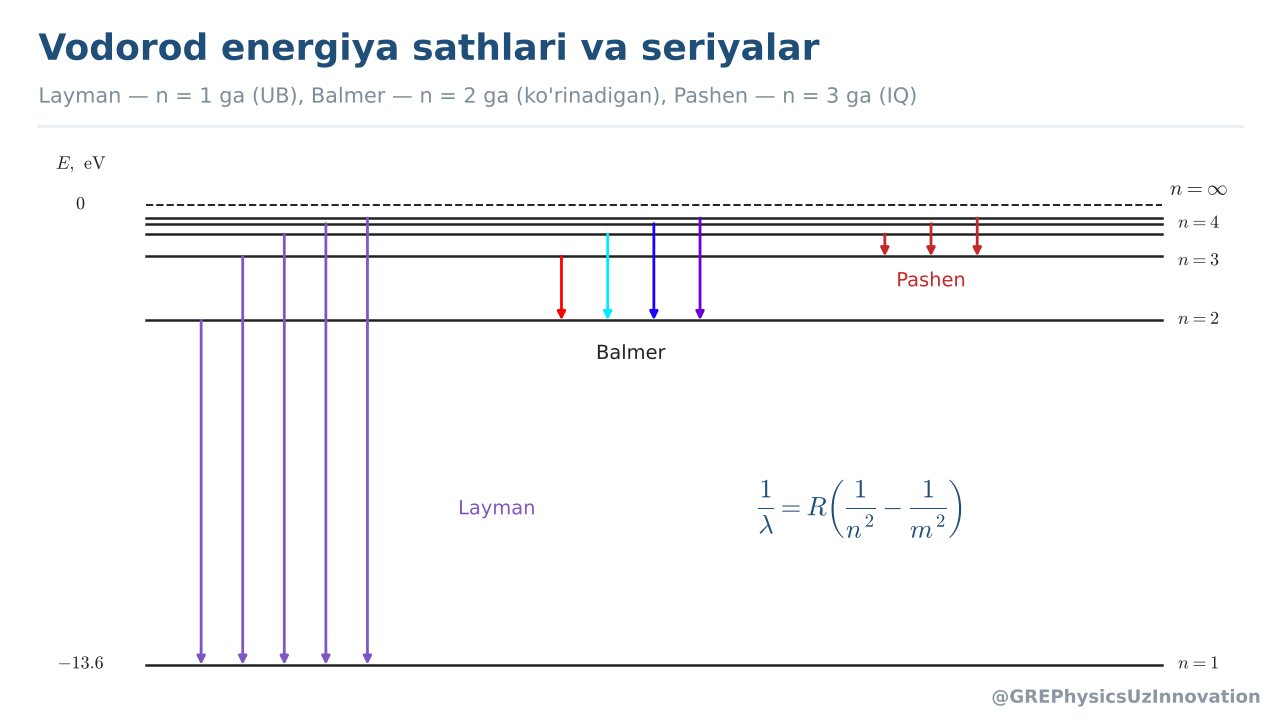 Vodorod energiya sathlari va seriyalar
Layman — n = 1 ga (UB), Balmer — n = 2 ga (ko'rinadigan), Pashen — n = 3 ga (IQ)
E, eV
n = ∞
0
n = 4
n = 3
Pashen
n = 2
Balmer
Layman
1/λ = R(1/n² − 1/m²)
−13.6
n = 1
@GREPhysicsUzInnovation